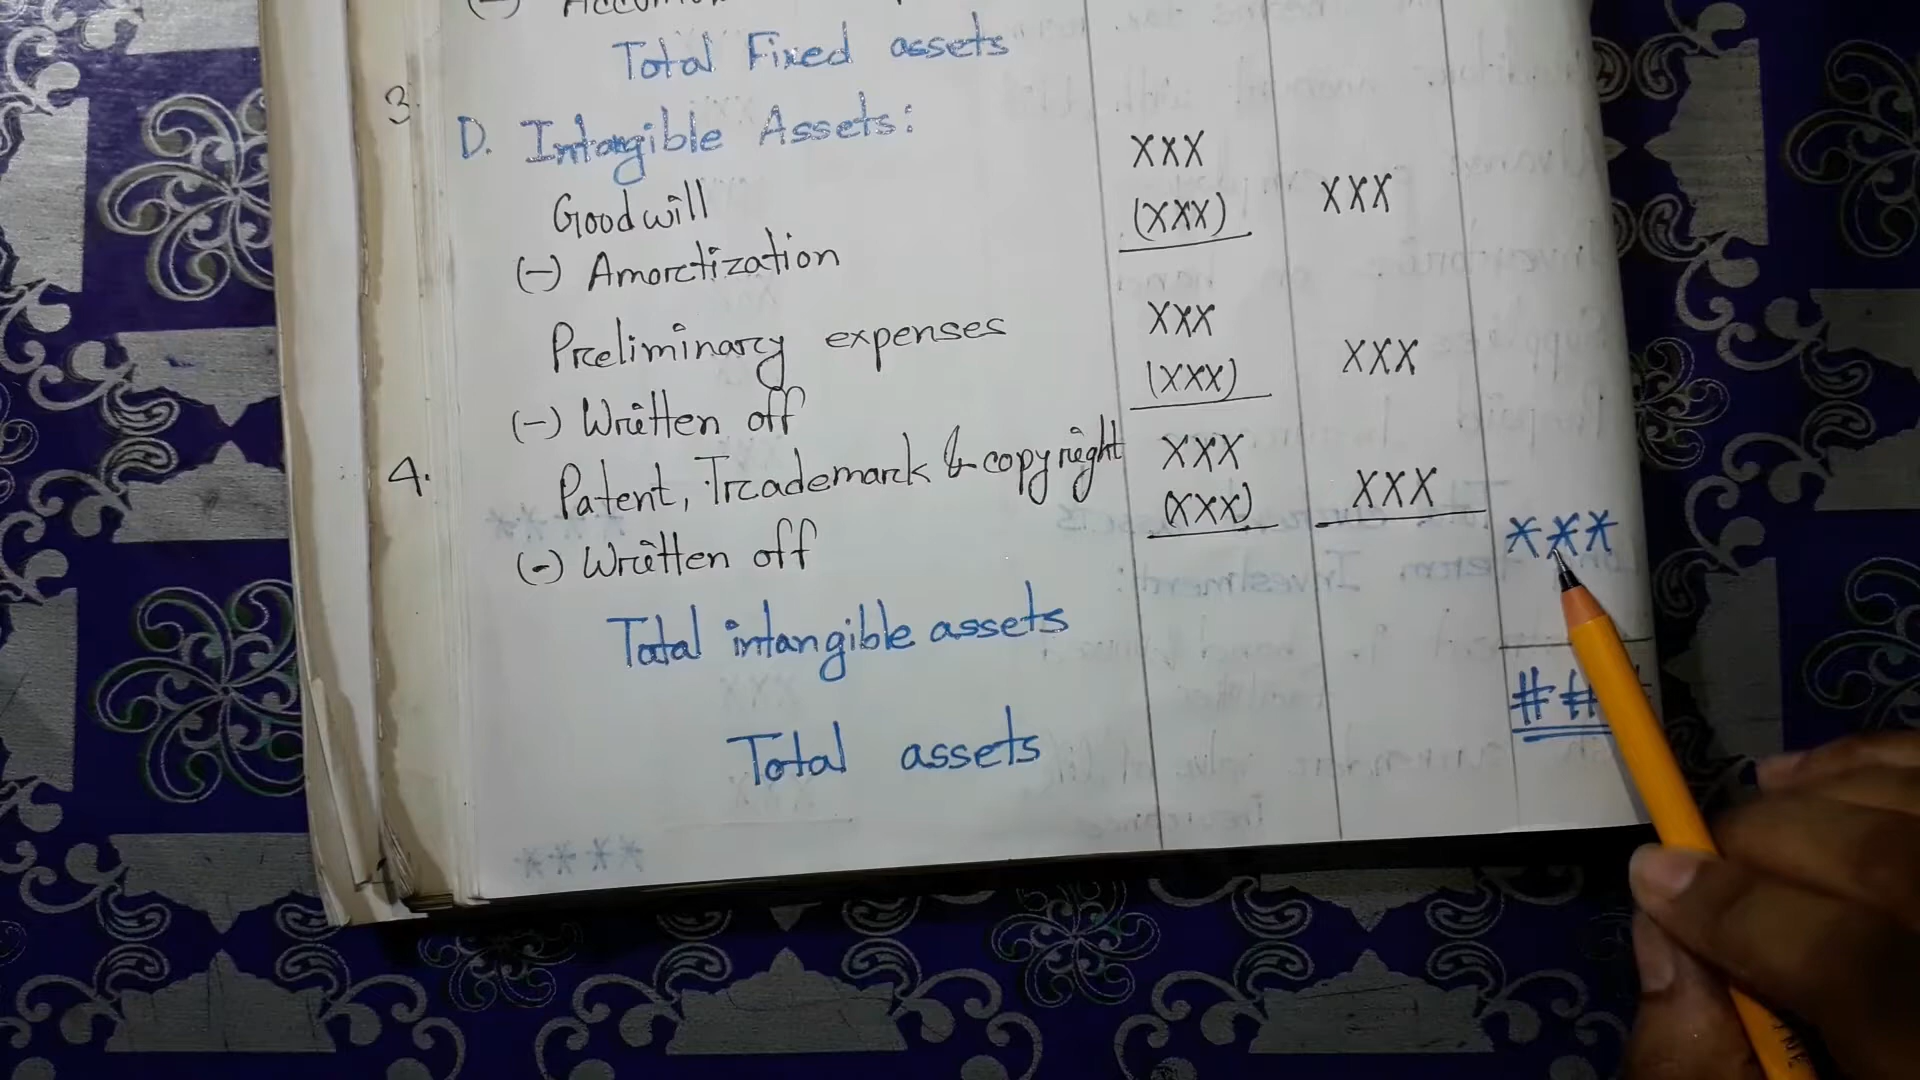 Total Fixed assets
3.
D. Intangible Assets:
Goodwill XXX
(-) Amorctization (XXX) XXX
Preliminary expenses XXX
(-) Written off (XXX) XXX
4.
Patent, Trademark & copyright XXX
(-) Written off (XXX) XXX
Total intangible assets ***
Total assets